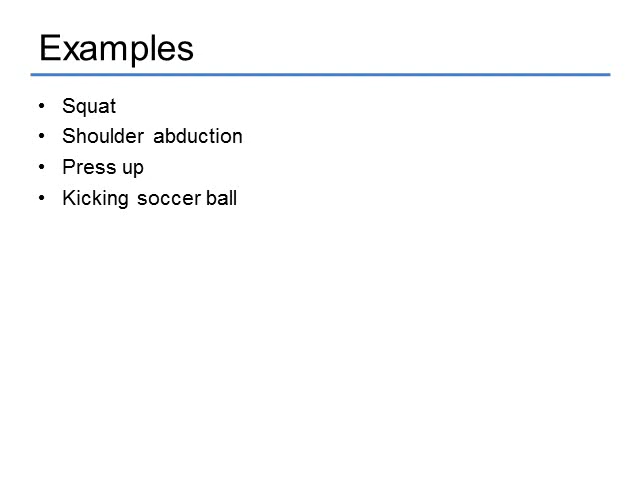 Examples
• Squat
• Shoulder abduction
• Press up
• Kicking soccer ball